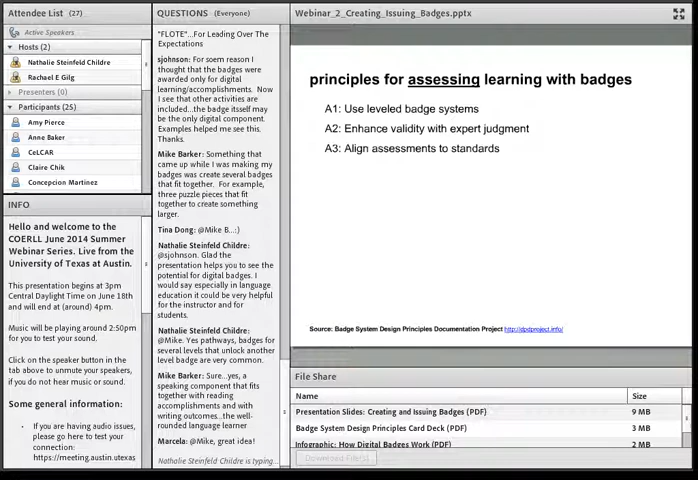 Attendee List (27)
Active Speakers
Hosts (2)
Nathalie Steinfeld Childre
Rachael E Gilg
Presenters (0)
Participants (25)
Amy Pierce
Anne Baker
CeLCAR
Claire Chik
Concepcion Martinez
INFO
Hello and welcome to the
COERLL June 2014 Summer
Webinar Series. Live from the
University of Texas at Austin.
This presentation begins at 3pm
Central Daylight Time on June 18th
and will end at (around) 4pm.
Music will be playing around 2:50pm
for you to test your sound.
Click on the speaker button in the
tab above to unmute your speakers,
if you do not hear music or sound.
Some general information:
• If you are having audio issues,
please go here to test your
connection:
https://meeting.austin.utexas
QUESTIONS (Everyone)
"FLOTE"...For Leading Over The
Expectations
sjohnson: For seem reason I
thought that the badges were
awarded only for digital
learning/accomplishments. Now
I see that other activities are
included...the badge itself may
be the only digital component.
Examples helped me see this.
Thanks.
Mike Barker: Something that
came up while I was making my
badges was create several badges
that fit together. For example,
three puzzle pieces that fit
together to create something
larger.
Tina Dong: @Mike B...:)
Nathalie Steinfeld Childre:
@sjohnson. Glad the
presentation helps you to see the
potential for digital badges. I
would say especially in language
education it could be very helpful
for the instructor and for
students.
Nathalie Steinfeld Childre:
@Mike. Yes pathways, badges for
several levels that unlock another
level badge are very common.
Mike Barker: Sure...yes, a
speaking component that fits
together with reading
accomplishments and with
writing outcomes...the well-
rounded language learner
Marcela: @Mike, great idea!
Nathalie Steinfeld Childre is typing...
Webinar_2_Creating_Issuing_Badges.pptx
principles for assessing learning with badges
A1: Use leveled badge systems
A2: Enhance validity with expert judgment
A3: Align assessments to standards
Source: Badge System Design Principles Documentation Project http://dpdproject.info/
File Share
Name Size
Presentation Slides: Creating and Issuing Badges (PDF) 9 MB
Badge System Design Principles Card Deck (PDF) 3 MB
Infographic: How Digital Badges Work (PDF) 2 MB
Download File(s)